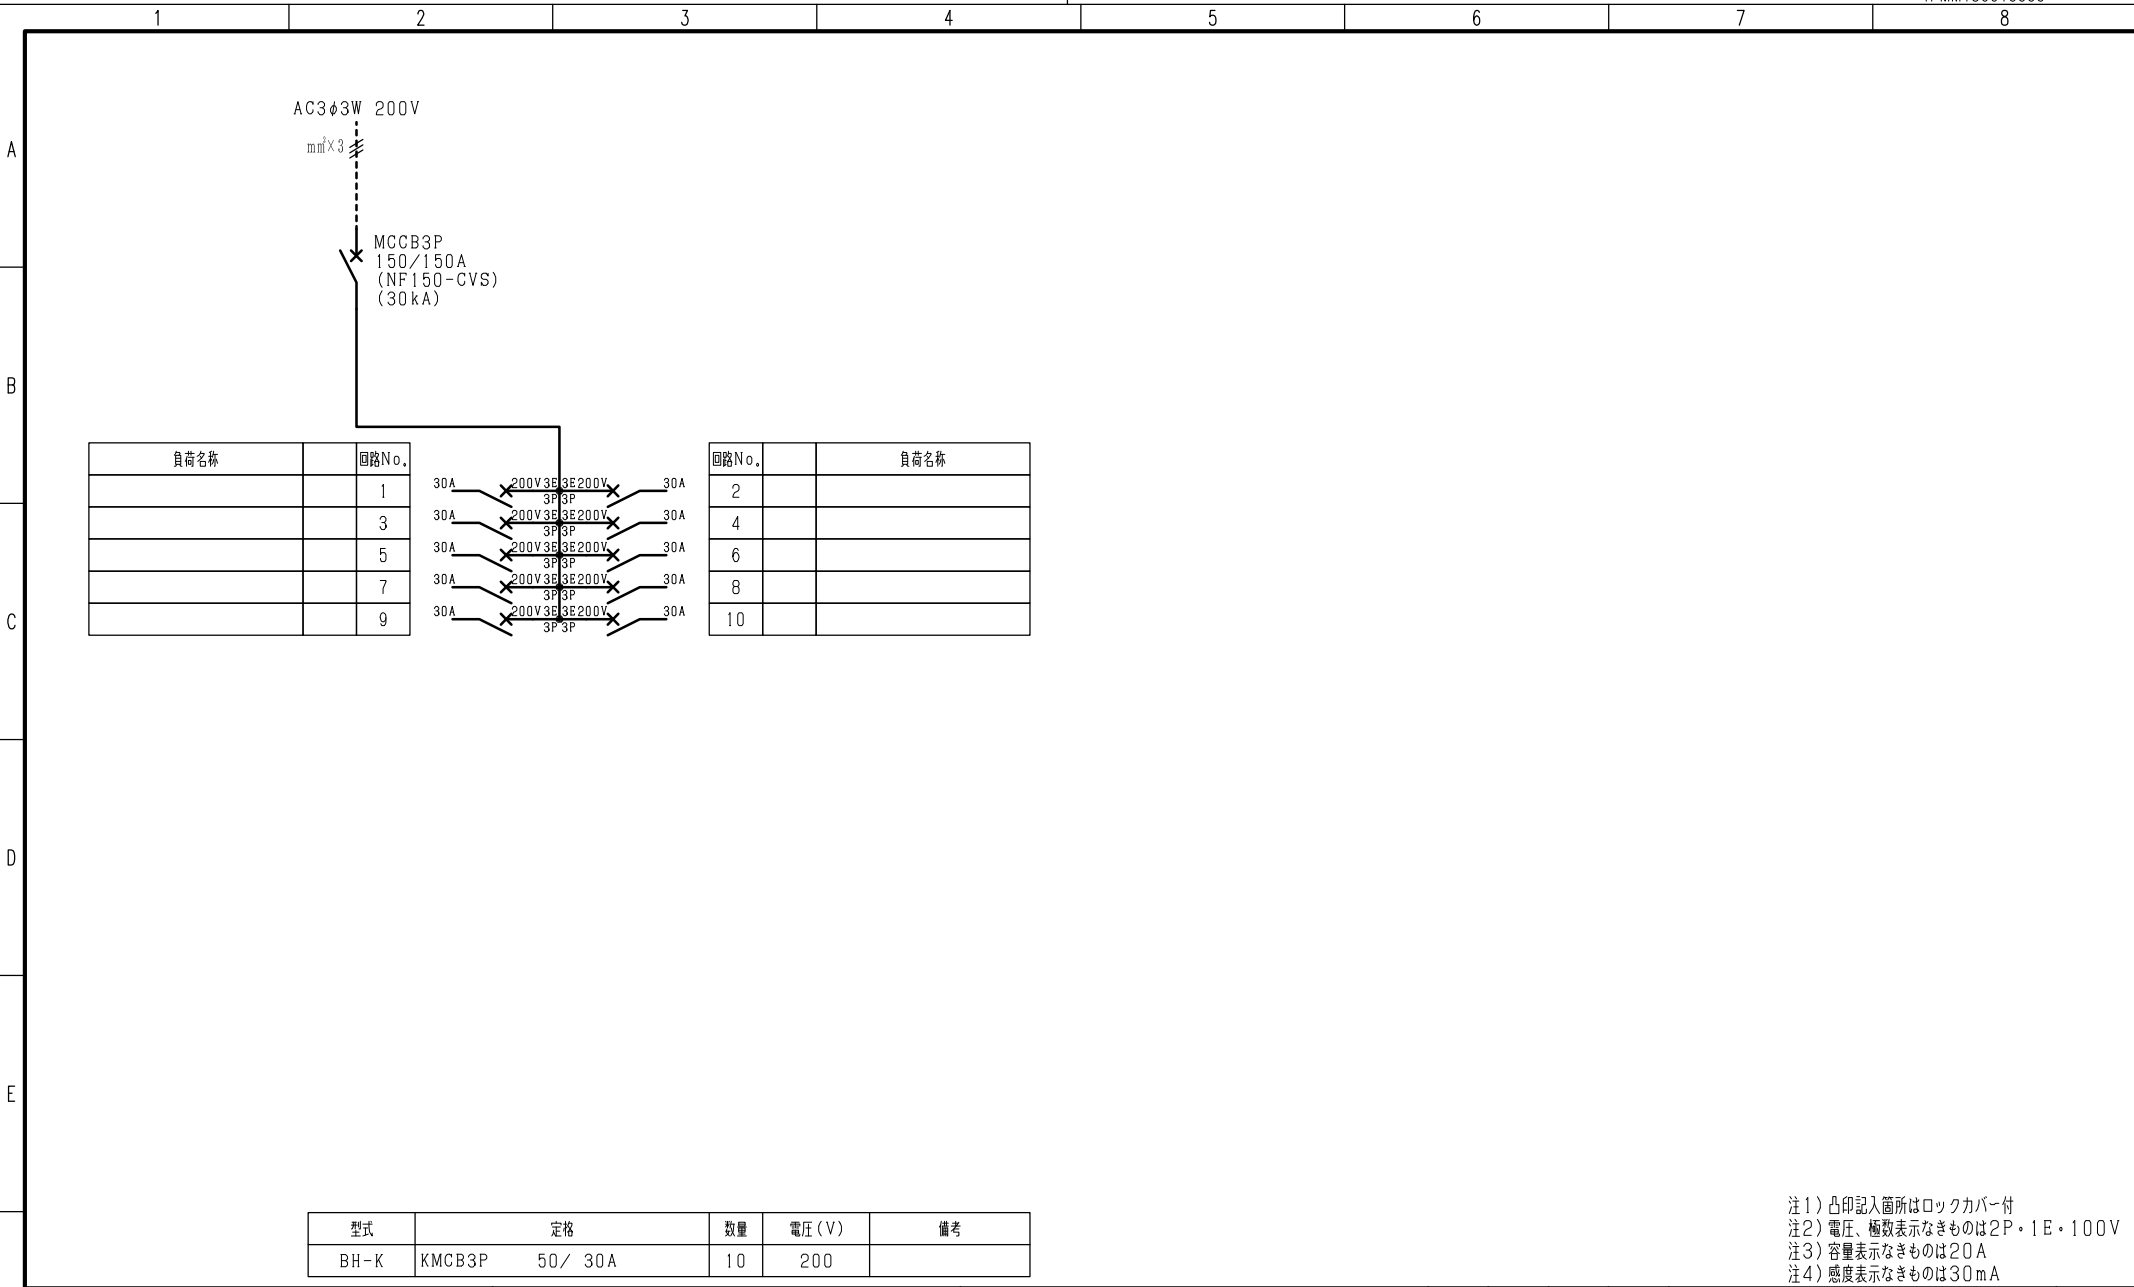 1 2 3 4 5 6 7 8
AC3φ3W 200V
A
mm²×3
MCCB3P
150/150A
(NF150-CVS)
(30kA)
B
負荷名称 回路No. 回路No. 負荷名称
1 30A 200V 3E 3E 200V 30A 2
3P 3P
3 30A 200V 3E 3E 200V 30A 4
3P 3P
5 30A 200V 3E 3E 200V 30A 6
3P 3P
7 30A 200V 3E 3E 200V 30A 8
3P 3P
C
9 30A 200V 3E 3E 200V 30A 10
3P 3P
D
E
型式 定格 数量 電圧(V) 備考
BH-K KMCB3P 50/ 30A 10 200
注1)凸印記入箇所はロックカバー付
注2)電圧、極数表示なきものは2P・1E・100V
注3)容量表示なきものは20A
注4)感度表示なきものは30mA